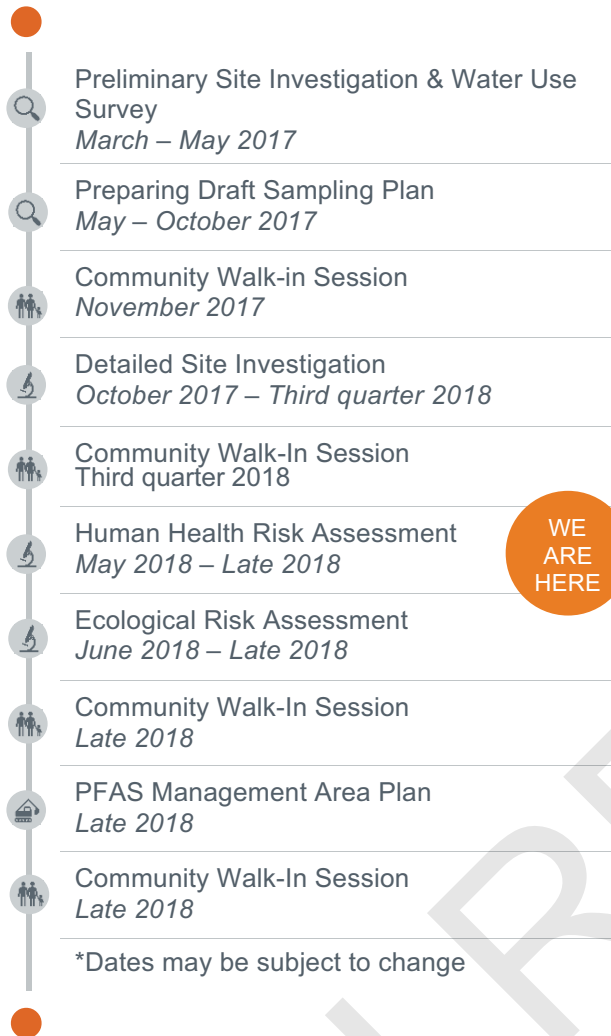 Preliminary Site Investigation & Water Use
Survey
March – May 2017
Preparing Draft Sampling Plan
May – October 2017
Community Walk-in Session
November 2017
Detailed Site Investigation
October 2017 – Third quarter 2018
Community Walk-In Session
Third quarter 2018
Human Health Risk Assessment
May 2018 – Late 2018
WE
ARE
HERE
Ecological Risk Assessment
June 2018 – Late 2018
Community Walk-In Session
Late 2018
PFAS Management Area Plan
Late 2018
Community Walk-In Session
Late 2018
*Dates may be subject to change